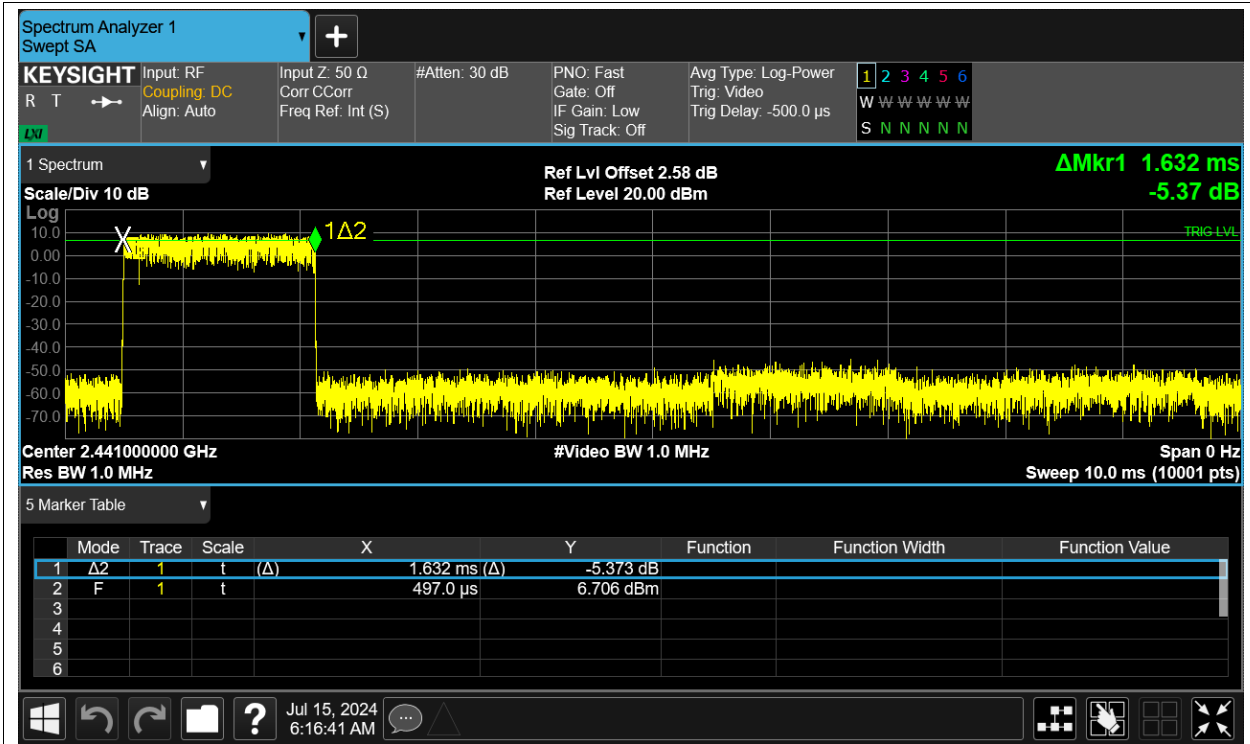 Spectrum Analyzer 1
Swept SA
KEYSIGHT
R T
LXI
Input: RF
Coupling: DC
Align: Auto
Input Z: 50 Ω
Corr CCorr
Freq Ref: Int (S)
#Atten: 30 dB
PNO: Fast
Gate: Off
IF Gain: Low
Sig Track: Off
Avg Type: Log-Power
Trig: Video
Trig Delay: -500.0 µs
1 2 3 4 5 6
W W W W W W
S N N N N N
1 Spectrum
Scale/Div 10 dB
Ref Lvl Offset 2.58 dB
Ref Level 20.00 dBm
ΔMkr1 1.632 ms
-5.37 dB
Log
10.0
0.00
-10.0
-20.0
-30.0
-40.0
-50.0
-60.0
-70.0
1Δ2
TRIG LVL
Center 2.441000000 GHz
#Video BW 1.0 MHz
Span 0 Hz
Res BW 1.0 MHz
Sweep 10.0 ms (10001 pts)
5 Marker Table
Mode Trace Scale X Y Function Function Width Function Value
1 Δ2 1 t (Δ) 1.632 ms (Δ) -5.373 dB
2 F 1 t 497.0 µs 6.706 dBm
3
4
5
6
?
Jul 15, 2024
6:16:41 AM